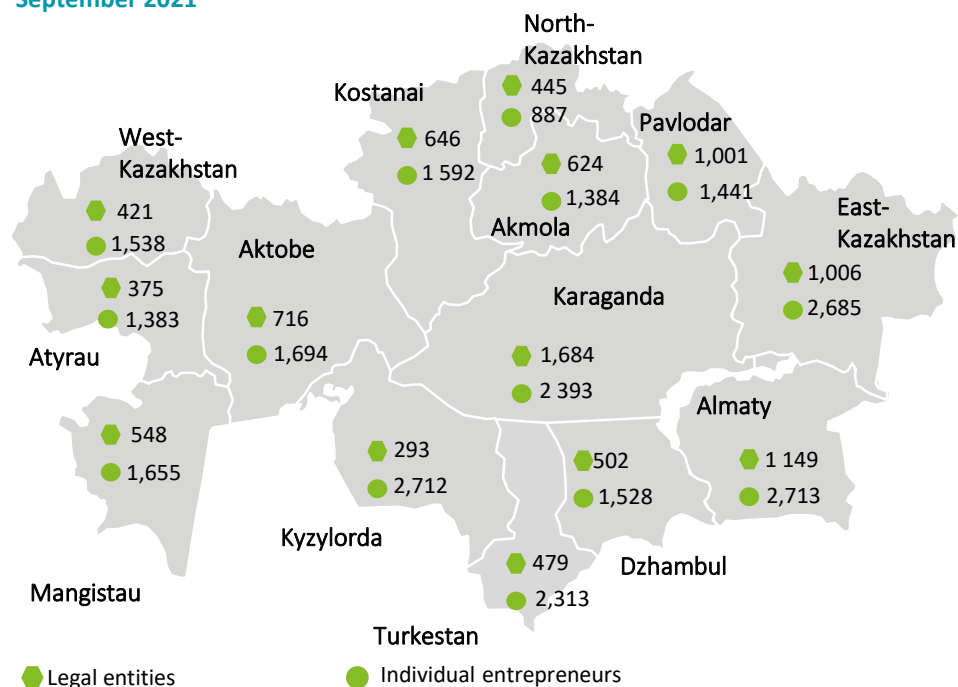 September 2021
North-
Kazakhstan
445
887
Kostanai
646
1 592
Pavlodar
1,001
1,441
West-
Kazakhstan
421
1,538
624
1,384
Akmola
East-
Kazakhstan
1,006
2,685
Aktobe
716
1,694
375
1,383
Atyrau
Karaganda
1,684
2 393
Almaty
1 149
2,713
548
1,655
Mangistau
293
2,712
Kyzylorda
502
1,528
Dzhambul
479
2,313
Turkestan
Legal entities
Individual entrepreneurs